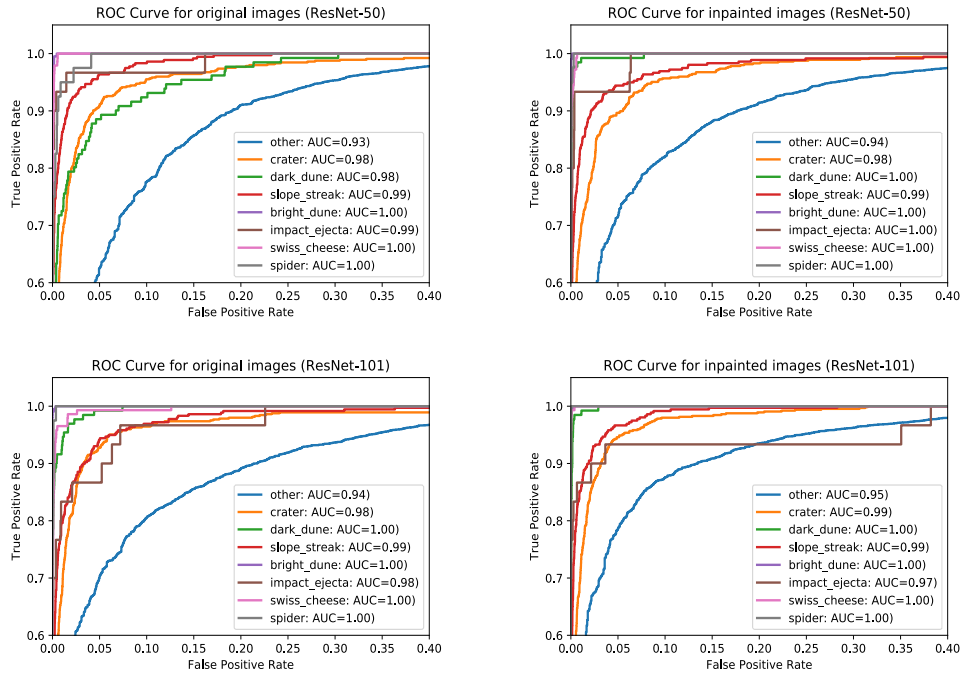 ROC Curve for original images (ResNet-50)
True Positive Rate
1.0
0.9
0.8
0.7
0.6
other: AUC=0.93)
crater: AUC=0.98)
dark_dune: AUC=0.98)
slope_streak: AUC=0.99)
bright_dune: AUC=1.00)
impact_ejecta: AUC=0.99)
swiss_cheese: AUC=1.00)
spider: AUC=1.00)
0.00 0.05 0.10 0.15 0.20 0.25 0.30 0.35 0.40
False Positive Rate
ROC Curve for inpainted images (ResNet-50)
True Positive Rate
1.0
0.9
0.8
0.7
0.6
other: AUC=0.94)
crater: AUC=0.98)
dark_dune: AUC=1.00)
slope_streak: AUC=0.99)
bright_dune: AUC=1.00)
impact_ejecta: AUC=1.00)
swiss_cheese: AUC=1.00)
spider: AUC=1.00)
0.00 0.05 0.10 0.15 0.20 0.25 0.30 0.35 0.40
False Positive Rate
ROC Curve for original images (ResNet-101)
True Positive Rate
1.0
0.9
0.8
0.7
0.6
other: AUC=0.94)
crater: AUC=0.98)
dark_dune: AUC=1.00)
slope_streak: AUC=0.99)
bright_dune: AUC=1.00)
impact_ejecta: AUC=0.98)
swiss_cheese: AUC=1.00)
spider: AUC=1.00)
0.00 0.05 0.10 0.15 0.20 0.25 0.30 0.35 0.40
False Positive Rate
ROC Curve for inpainted images (ResNet-101)
True Positive Rate
1.0
0.9
0.8
0.7
0.6
other: AUC=0.95)
crater: AUC=0.99)
dark_dune: AUC=1.00)
slope_streak: AUC=0.99)
bright_dune: AUC=1.00)
impact_ejecta: AUC=0.97)
swiss_cheese: AUC=1.00)
spider: AUC=1.00)
0.00 0.05 0.10 0.15 0.20 0.25 0.30 0.35 0.40
False Positive Rate